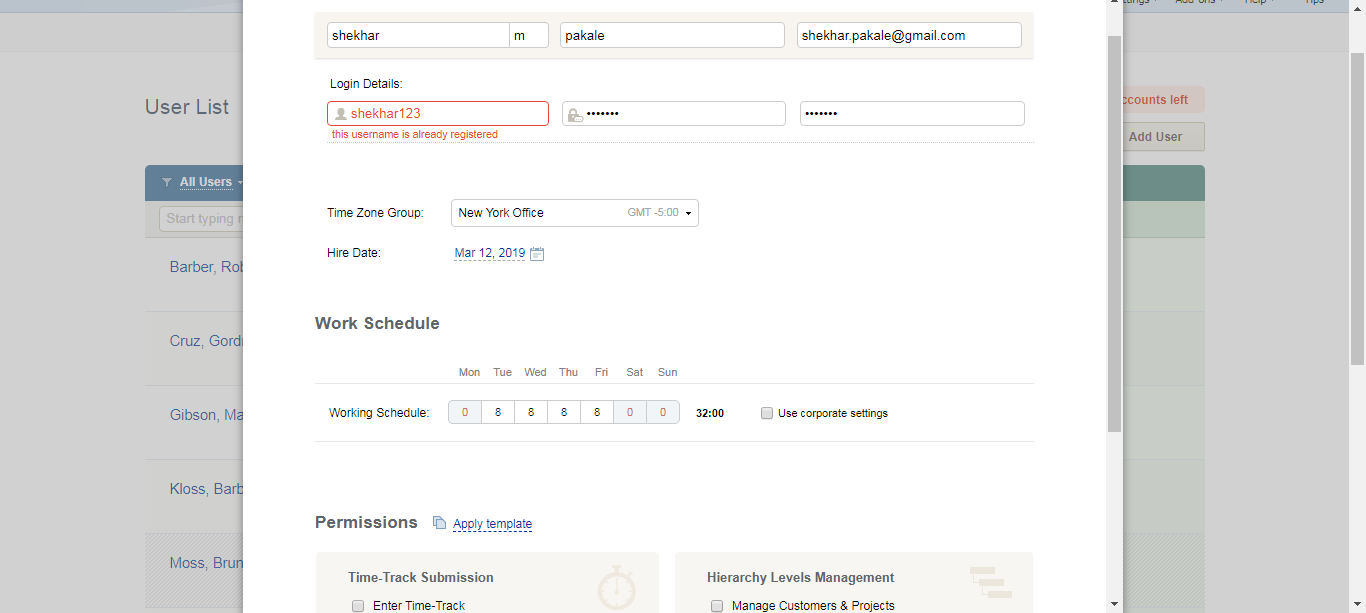 Add-ons Help Tips
shekhar m pakale shekhar.pakale@gmail.com
Login Details:
User List
ccounts left
shekhar123 ••••••• •••••••
this username is already registered
Add User
All Users
Start typing
Time Zone Group: New York Office GMT -5:00
Hire Date: Mar 12, 2019
Barber, Rob
Work Schedule
Cruz, Gord
Mon Tue Wed Thu Fri Sat Sun
Working Schedule: 0 8 8 8 8 0 0 32:00 Use corporate settings
Gibson, Ma
Kloss, Barb
Permissions Apply template
Moss, Brun
Time-Track Submission Hierarchy Levels Management
Enter Time-Track Manage Customers & Projects